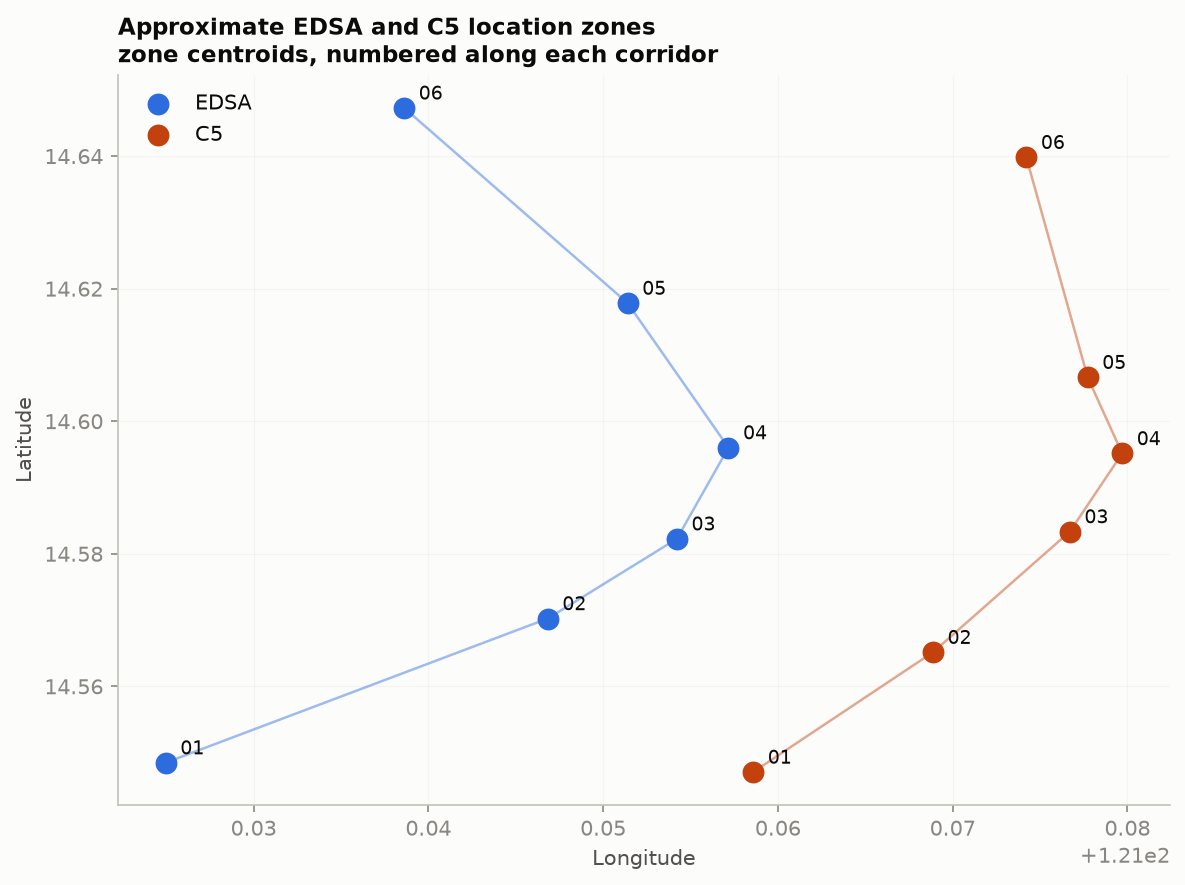 Approximate EDSA and C5 location zones
zone centroids, numbered along each corridor
EDSA
C5
06
05
04
03
02
01
06
05
04
03
02
01
14.64
14.62
14.60
14.58
14.56
Latitude
0.03 0.04 0.05 0.06 0.07 0.08
+1.21e2
Longitude